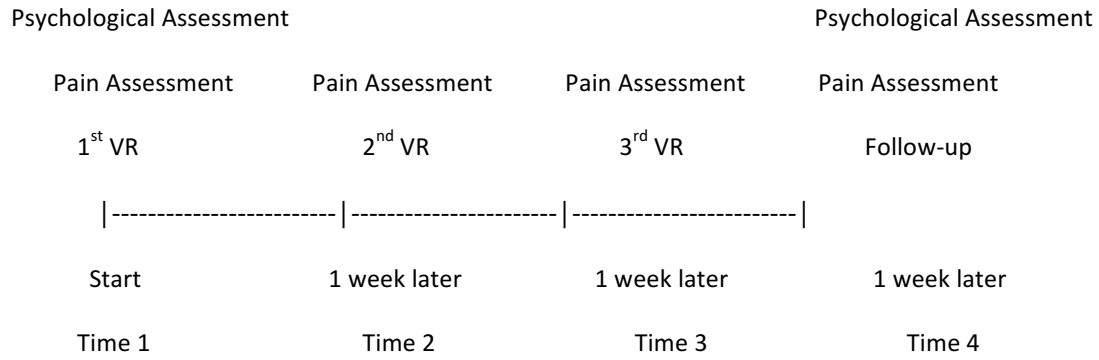 Psychological Assessment Psychological Assessment
Pain Assessment Pain Assessment Pain Assessment Pain Assessment
1st VR 2nd VR 3rd VR Follow-up
|-------------------------|-----------------------|-------------------------|
Start 1 week later 1 week later 1 week later
Time 1 Time 2 Time 3 Time 4